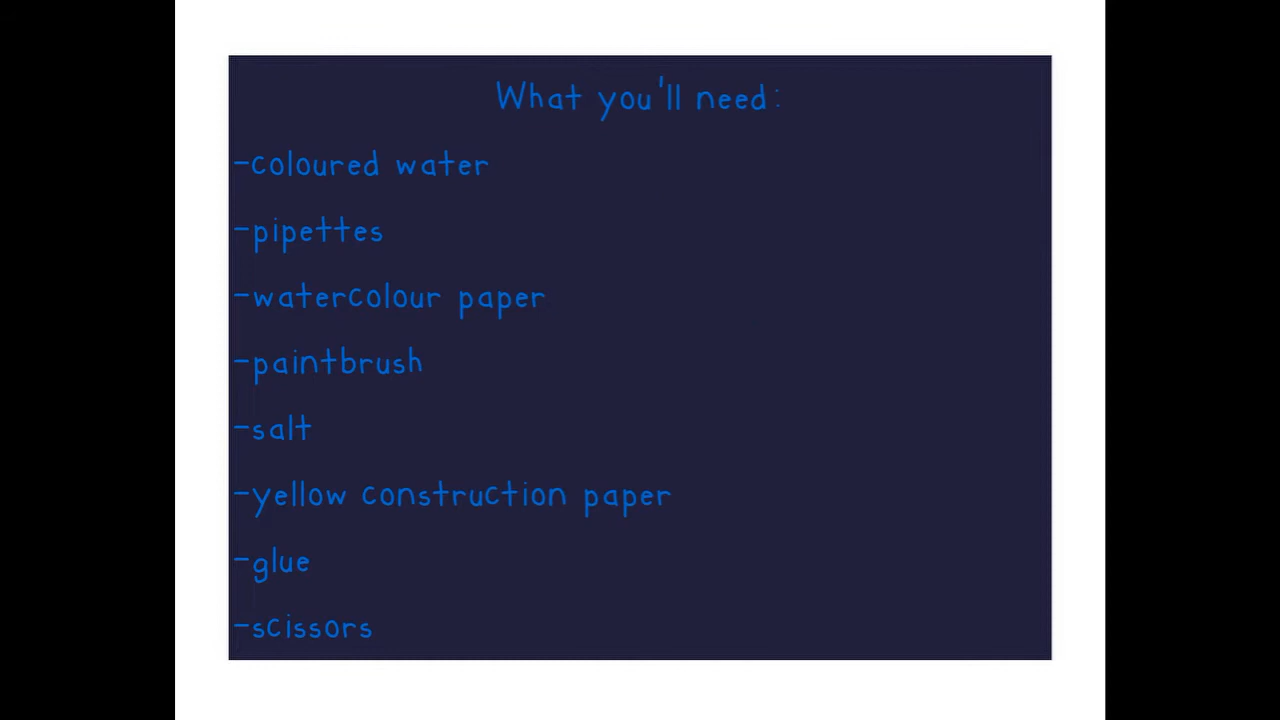 What you'll need:
-coloured water
-pipettes
-watercolour paper
-paintbrush
-salt
-yellow construction paper
-glue
-scissors